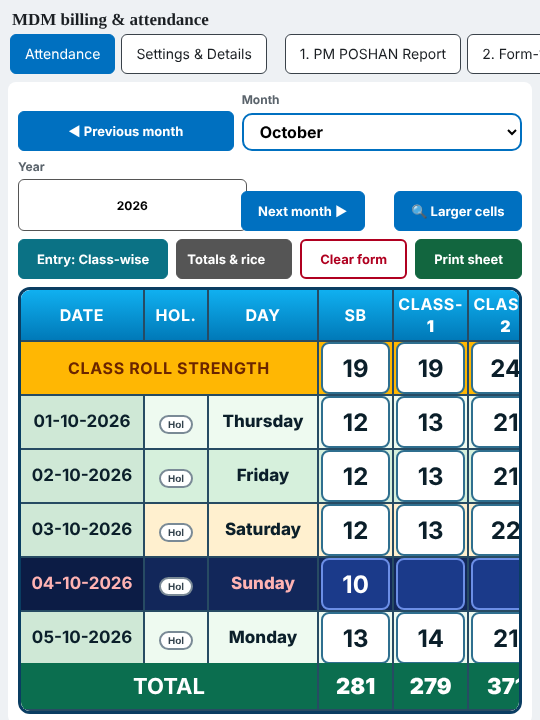 MDM billing & attendance
Attendance Settings & Details 1. PM POSHAN Report 2. Form-
Month
◀ Previous month October
Year
2026 Next month ▶ 🔍 Larger cells
Entry: Class-wise Totals & rice Clear form Print sheet
DATE HOL. DAY SB CLASS-1 CLAS 2
CLASS ROLL STRENGTH 19 19 24
01-10-2026 Hol Thursday 12 13 21
02-10-2026 Hol Friday 12 13 21
03-10-2026 Hol Saturday 12 13 22
04-10-2026 Hol Sunday 10
05-10-2026 Hol Monday 13 14 21
TOTAL 281 279 371